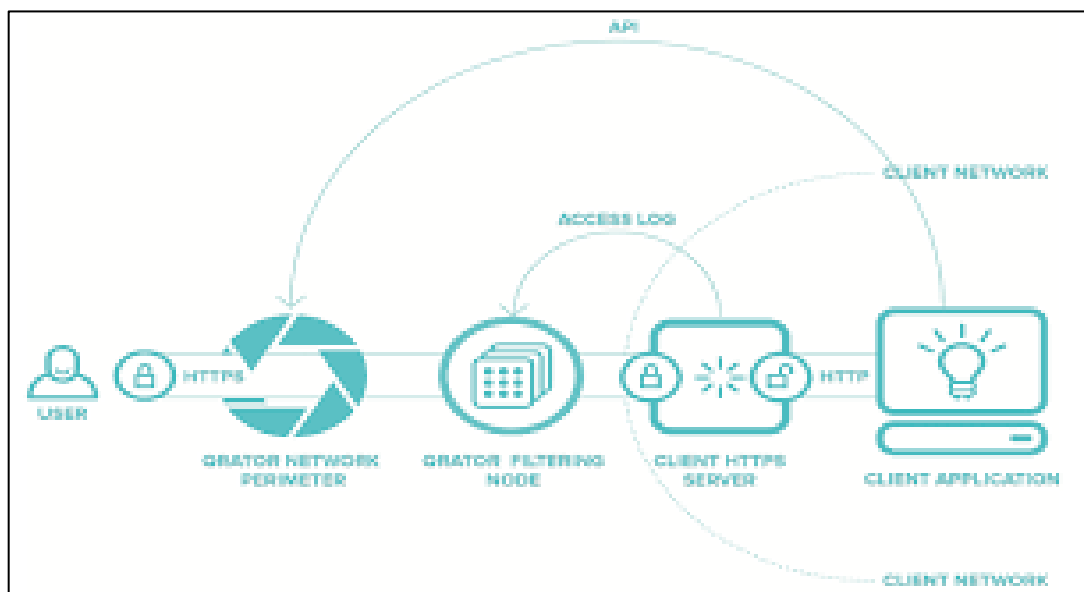 API
CLIENT NETWORK
ACCESS LOG
HTTPS
HTTP
USER
QRATOR NETWORK
PERIMETER
QRATOR FILTERING
NODE
CLIENT HTTPS
SERVER
CLIENT APPLICATION
CLIENT NETWORK